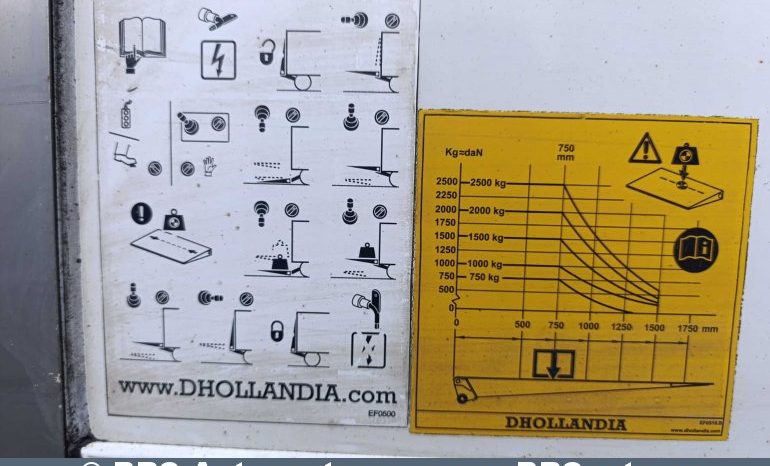 www.DHOLLANDIA.com
EF0500
Kg=daN
750
mm
2500 2500 kg
2250
2000 2000 kg
1750
1500 1500 kg
1250
1000 1000 kg
750 750 kg
500
0
0 500 750 1000 1250 1500 1750 mm
DHOLLANDIA
www.dhollandia.com